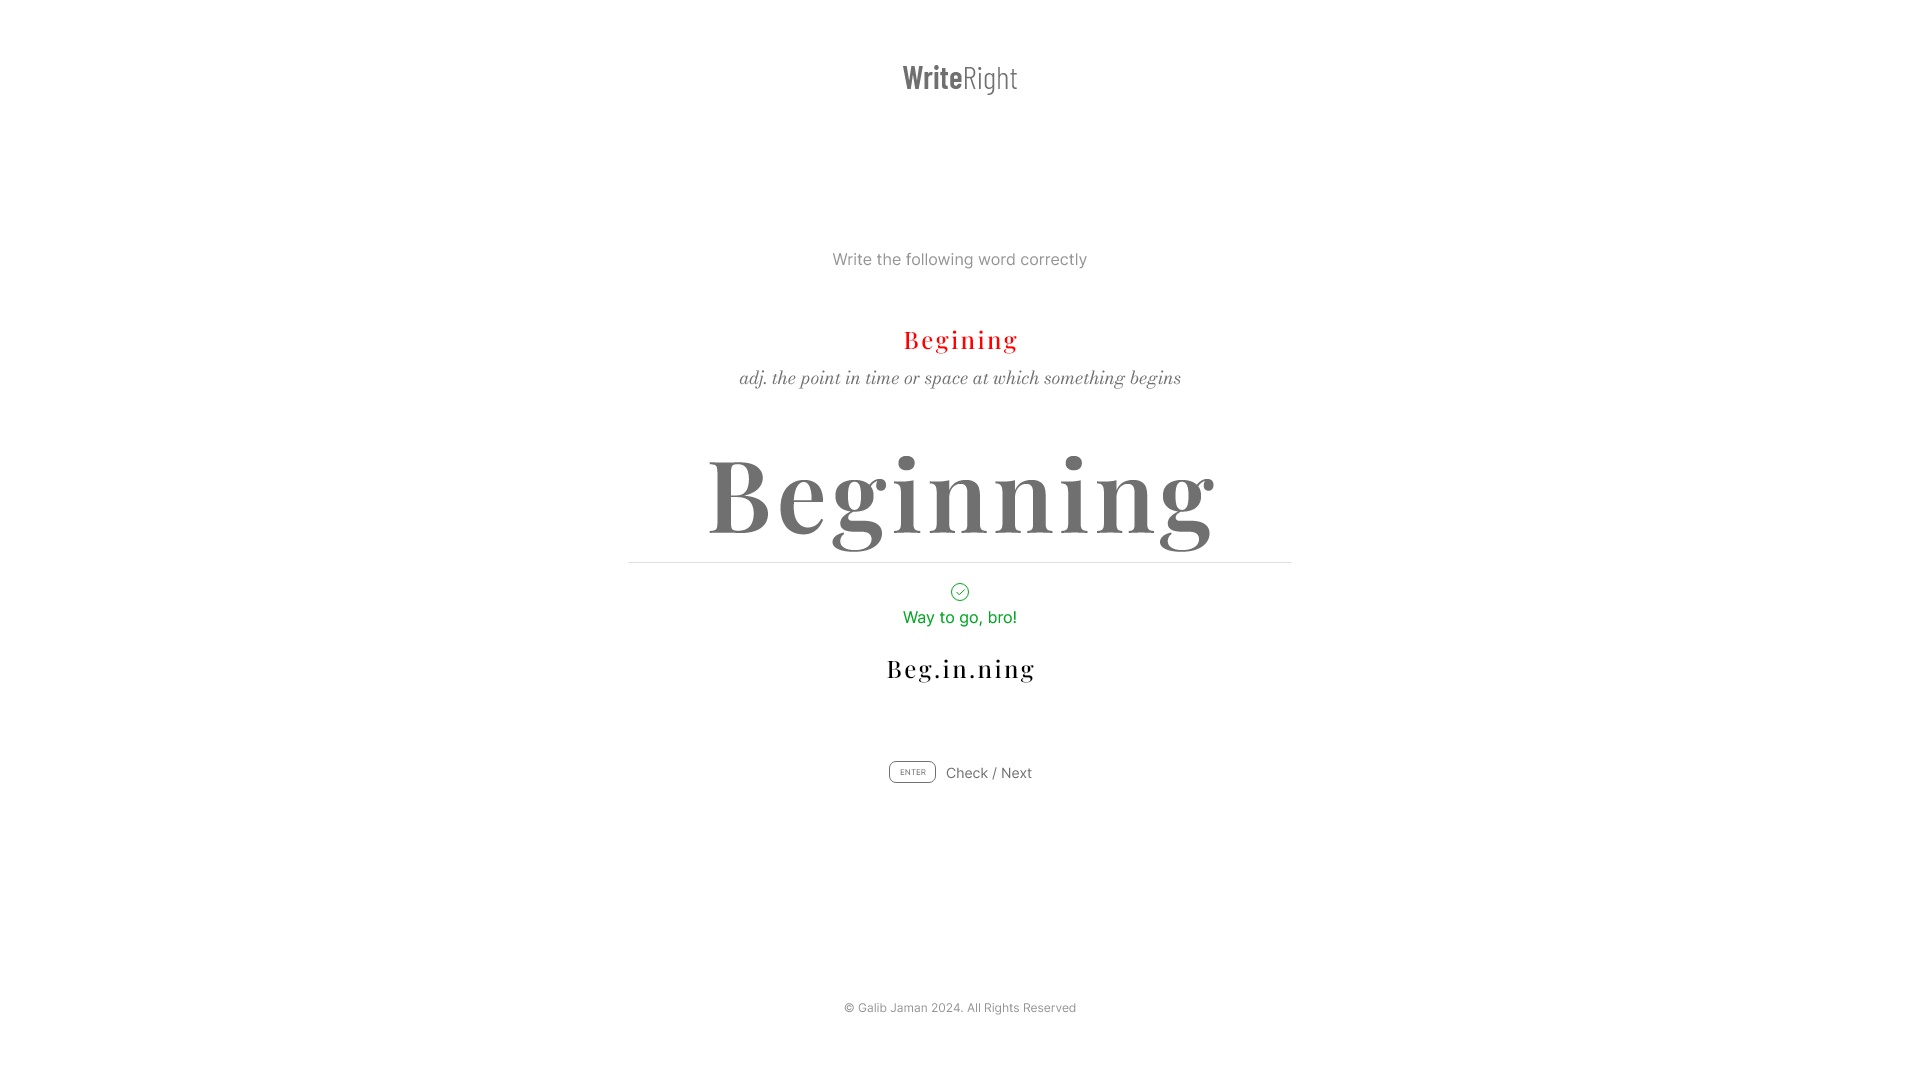 WriteRight
Write the following word correctly
Begining
adj. the point in time or space at which something begins
Beginning
Way to go, bro!
Beg.in.ning
ENTER Check / Next
© Galib Jaman 2024. All Rights Reserved